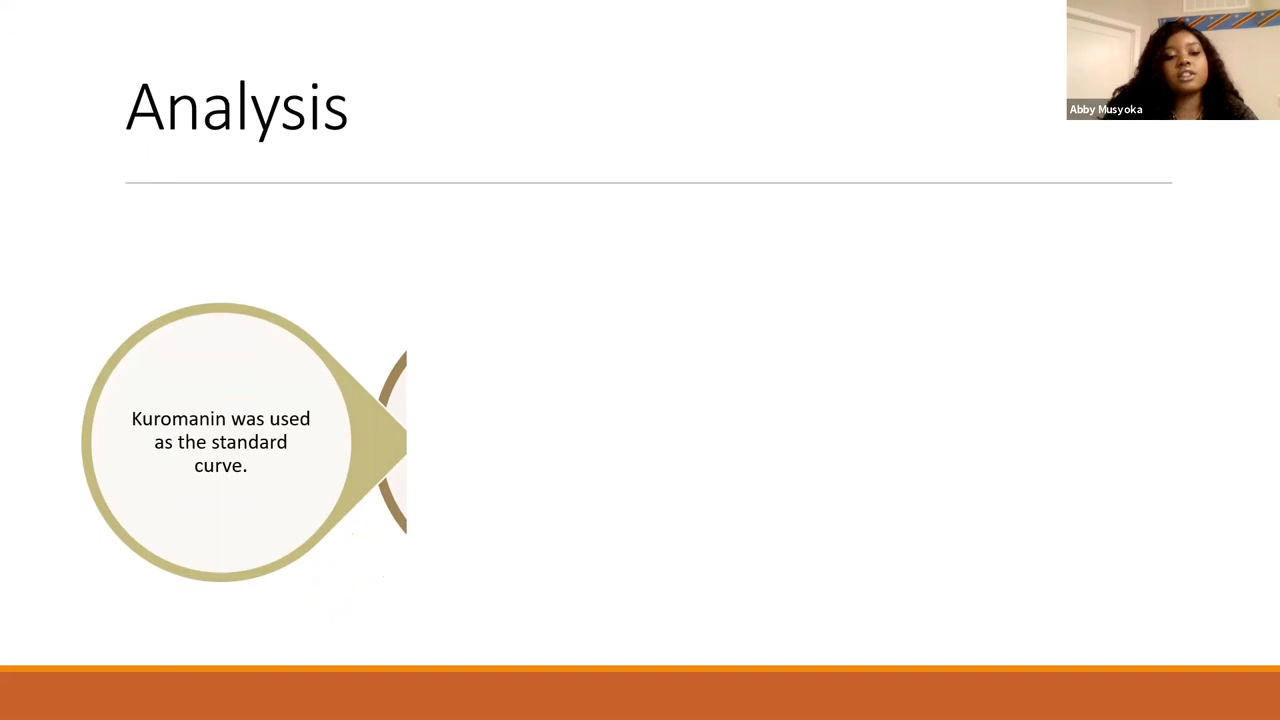 Analysis
Abby Musyoka
Kuromanin was used
as the standard
curve.